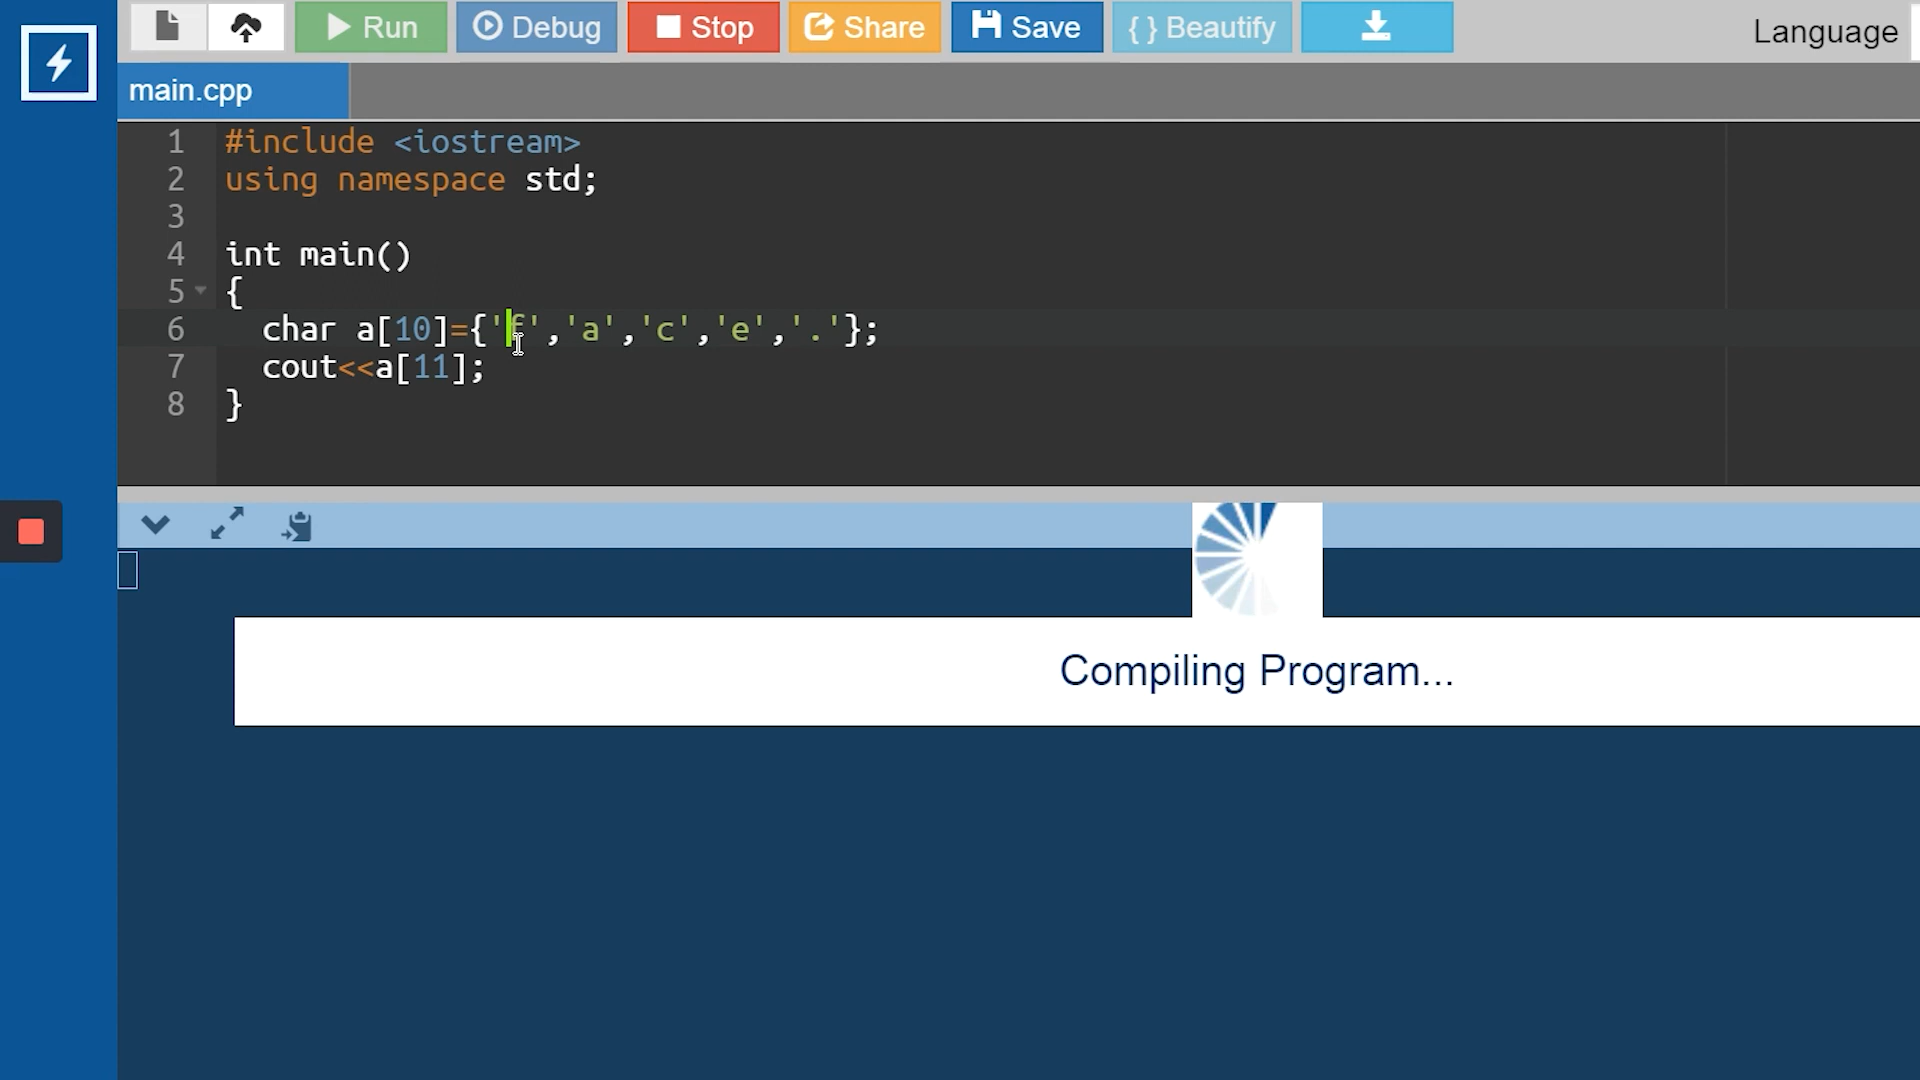 Run Debug Stop Share Save { } Beautify Language
main.cpp
1 #include <iostream>
2 using namespace std;
3
4 int main()
5 {
6 char a[10]={'f','a','c','e','.'};
7 cout<<a[11];
8 }
Compiling Program...